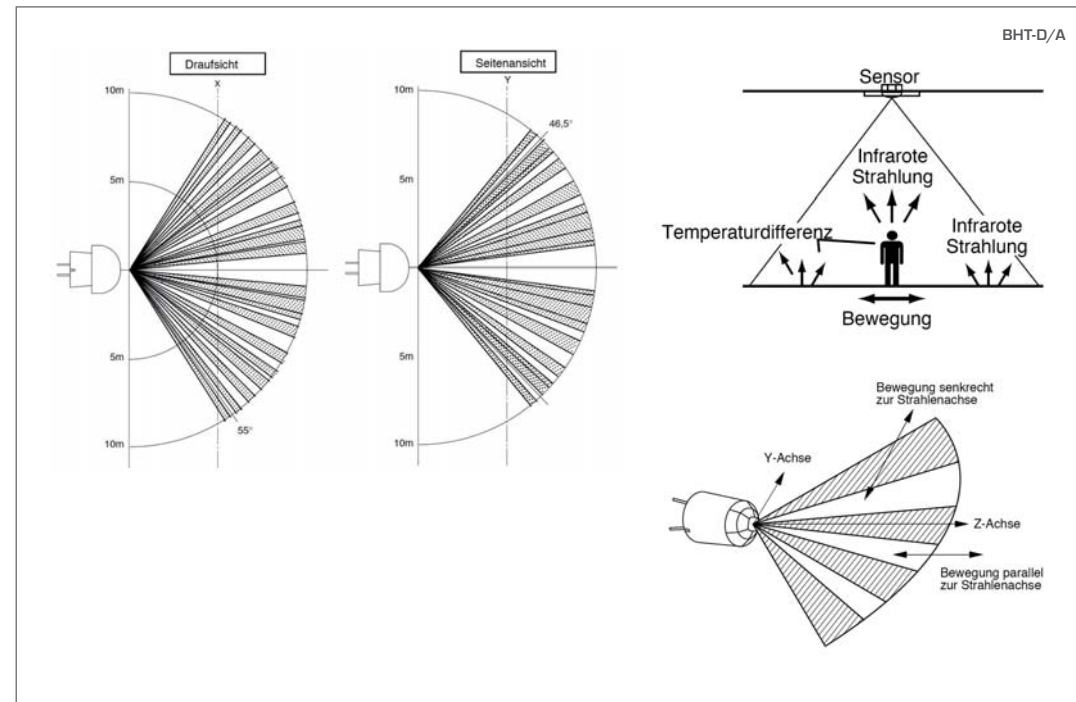 BHT-D/A
Draufsicht
X
10m
5m
5m
10m
55°
Seitenansicht
Y
10m
46,5°
5m
5m
10m
Sensor
Infrarote
Strahlung
Temperaturdifferenz
Infrarote
Strahlung
Bewegung
Bewegung senkrecht
zur Strahlenachse
Y-Achse
Z-Achse
Bewegung parallel
zur Strahlenachse